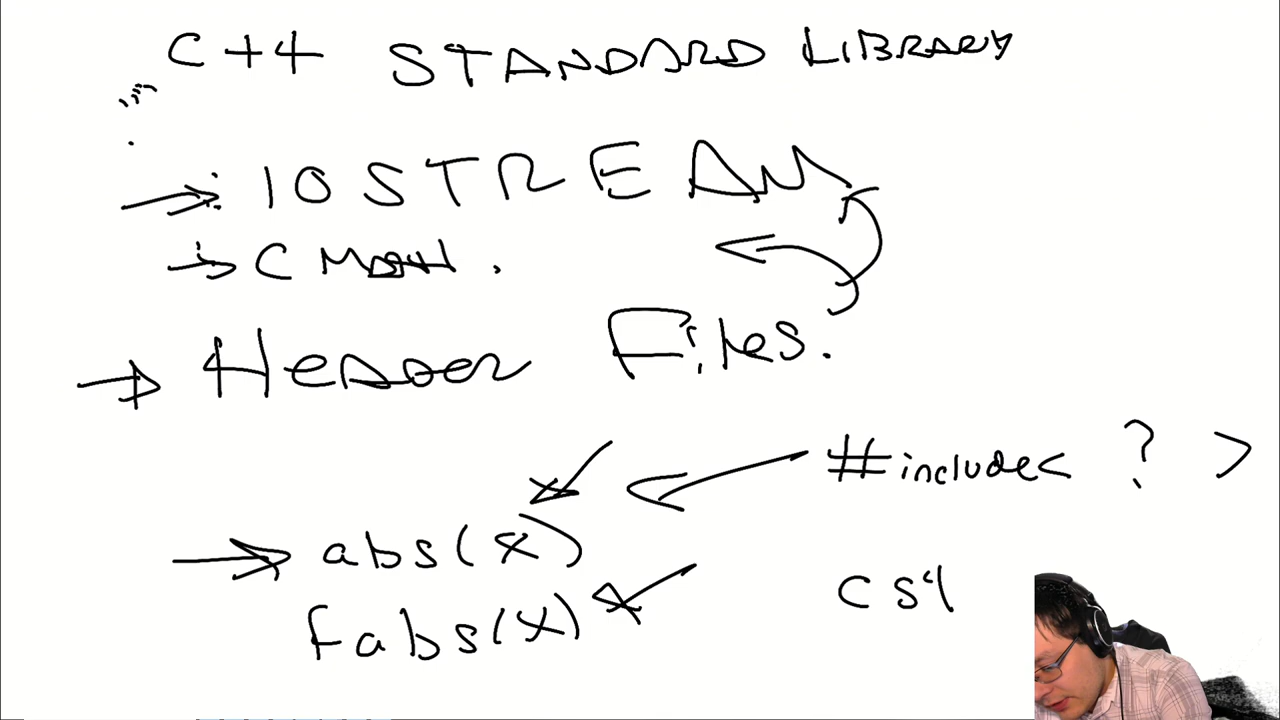 C++ STANDARD LIBRARY
IOSTREAM
CMATH.
Header Files.
#include< ? >
abs(x)
fabs(x)